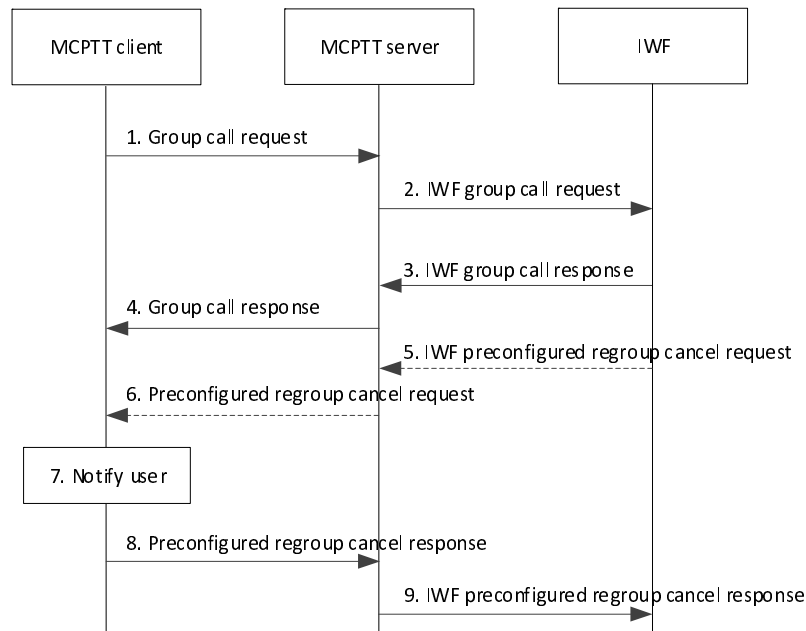 MCPTT client
MCPTT server
IWF
1. Group call request
2. IWF group call request
3. IWF group call response
4. Group call response
5. IWF preconfigured regroup cancel request
6. Preconfigured regroup cancel request
7. Notify user
8. Preconfigured regroup cancel response
9. IWF preconfigured regroup cancel response